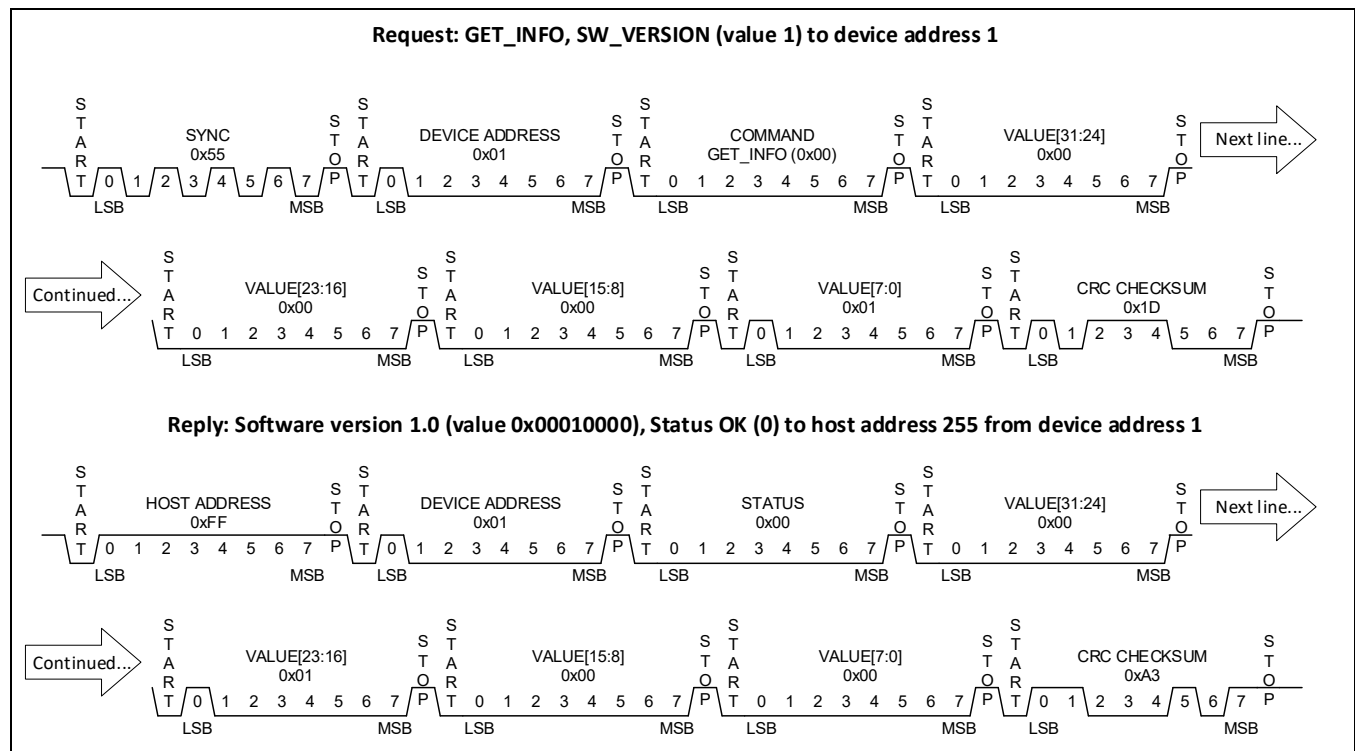 Request: GET_INFO, SW_VERSION (value 1) to device address 1
START SYNC STOP START DEVICE ADDRESS STOP START COMMAND STOP START VALUE[31:24] STOP
0x55 0x01 GET_INFO (0x00) 0x00 Next line...
0 1 2 3 4 5 6 7 0 1 2 3 4 5 6 7 0 1 2 3 4 5 6 7 0 1 2 3 4 5 6 7
LSB MSB LSB MSB LSB MSB LSB MSB
Continued... START VALUE[23:16] STOP START VALUE[15:8] STOP START VALUE[7:0] STOP START CRC CHECKSUM STOP
0x00 0x00 0x01 0x1D
0 1 2 3 4 5 6 7 0 1 2 3 4 5 6 7 0 1 2 3 4 5 6 7 0 1 2 3 4 5 6 7
LSB MSB LSB MSB LSB MSB LSB MSB
Reply: Software version 1.0 (value 0x00010000), Status OK (0) to host address 255 from device address 1
START HOST ADDRESS STOP START DEVICE ADDRESS STOP START STATUS STOP START VALUE[31:24] STOP
0xFF 0x01 0x00 0x00 Next line...
0 1 2 3 4 5 6 7 0 1 2 3 4 5 6 7 0 1 2 3 4 5 6 7 0 1 2 3 4 5 6 7
LSB MSB LSB MSB LSB MSB LSB MSB
Continued... START VALUE[23:16] STOP START VALUE[15:8] STOP START VALUE[7:0] STOP START CRC CHECKSUM STOP
0x01 0x00 0x00 0xA3
0 1 2 3 4 5 6 7 0 1 2 3 4 5 6 7 0 1 2 3 4 5 6 7 0 1 2 3 4 5 6 7
LSB MSB LSB MSB LSB MSB LSB MSB